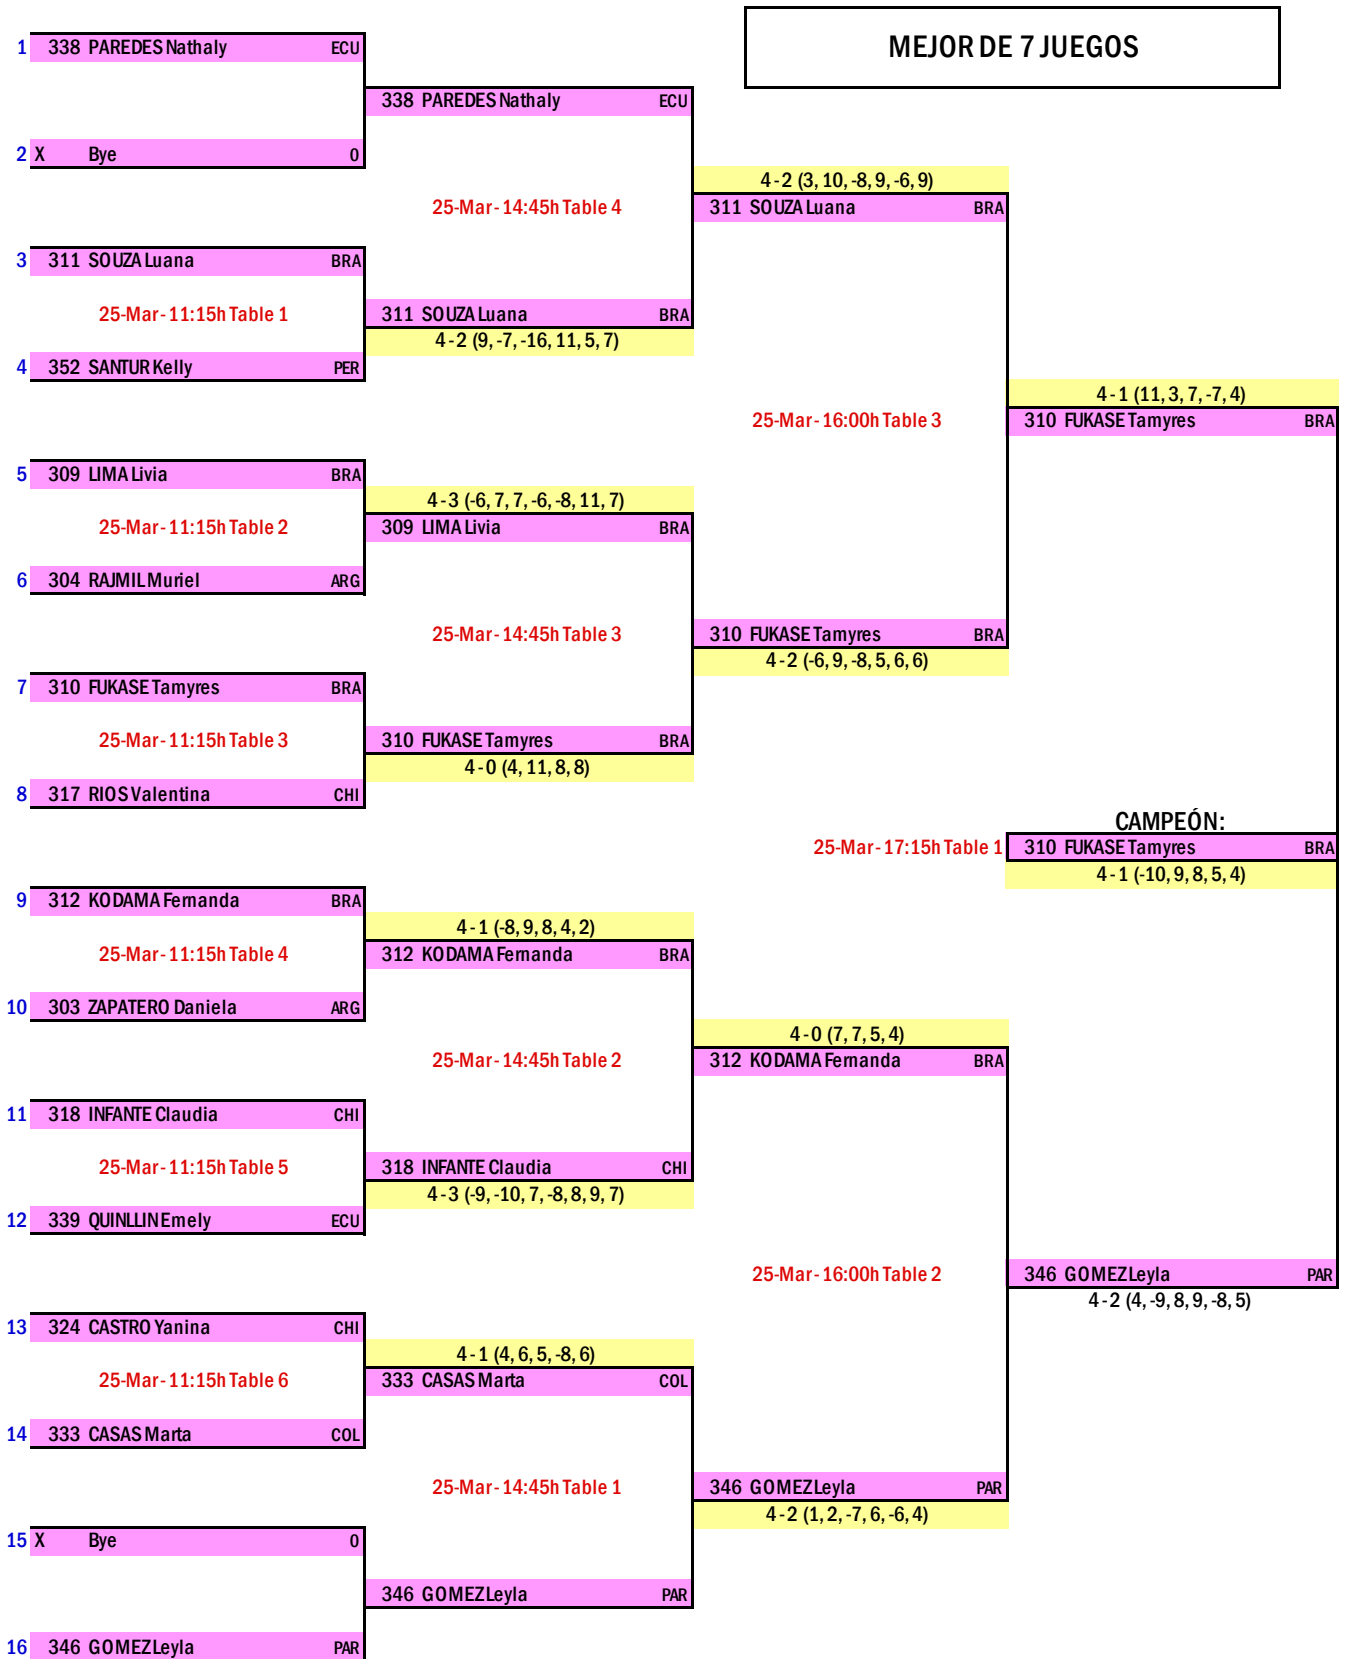 MEJOR DE 7 JUEGOS
1 338 PAREDES Nathaly ECU
338 PAREDES Nathaly ECU
2 X Bye 0
4 - 2 (3, 10, -8, 9, -6, 9)
25-Mar - 14:45h Table 4
311 SOUZA Luana BRA
3 311 SOUZA Luana BRA
25-Mar - 11:15h Table 1
311 SOUZA Luana BRA
4 - 2 (9, -7, -16, 11, 5, 7)
4 352 SANTUR Kelly PER
4 - 1 (11, 3, 7, -7, 4)
25-Mar - 16:00h Table 3
310 FUKASE Tamyres BRA
5 309 LIMA Livia BRA
4 - 3 (-6, 7, 7, -6, -8, 11, 7)
25-Mar - 11:15h Table 2
309 LIMA Livia BRA
6 304 RAJMIL Muriel ARG
25-Mar - 14:45h Table 3
310 FUKASE Tamyres BRA
4 - 2 (-6, 9, -8, 5, 6, 6)
7 310 FUKASE Tamyres BRA
25-Mar - 11:15h Table 3
310 FUKASE Tamyres BRA
4 - 0 (4, 11, 8, 8)
8 317 RIOS Valentina CHI
CAMPEÓN:
25-Mar - 17:15h Table 1
310 FUKASE Tamyres BRA
4 - 1 (-10, 9, 8, 5, 4)
9 312 KODAMA Fernanda BRA
4 - 1 (-8, 9, 8, 4, 2)
25-Mar - 11:15h Table 4
312 KODAMA Fernanda BRA
10 303 ZAPATERO Daniela ARG
4 - 0 (7, 7, 5, 4)
25-Mar - 14:45h Table 2
312 KODAMA Fernanda BRA
11 318 INFANTE Claudia CHI
25-Mar - 11:15h Table 5
318 INFANTE Claudia CHI
4 - 3 (-9, -10, 7, -8, 8, 9, 7)
12 339 QUINLLIN Emely ECU
25-Mar - 16:00h Table 2
346 GOMEZ Leyla PAR
4 - 2 (4, -9, 8, 9, -8, 5)
13 324 CASTRO Yanina CHI
4 - 1 (4, 6, 5, -8, 6)
25-Mar - 11:15h Table 6
333 CASAS Marta COL
14 333 CASAS Marta COL
25-Mar - 14:45h Table 1
346 GOMEZ Leyla PAR
4 - 2 (1, 2, -7, 6, -6, 4)
15 X Bye 0
346 GOMEZ Leyla PAR
16 346 GOMEZ Leyla PAR